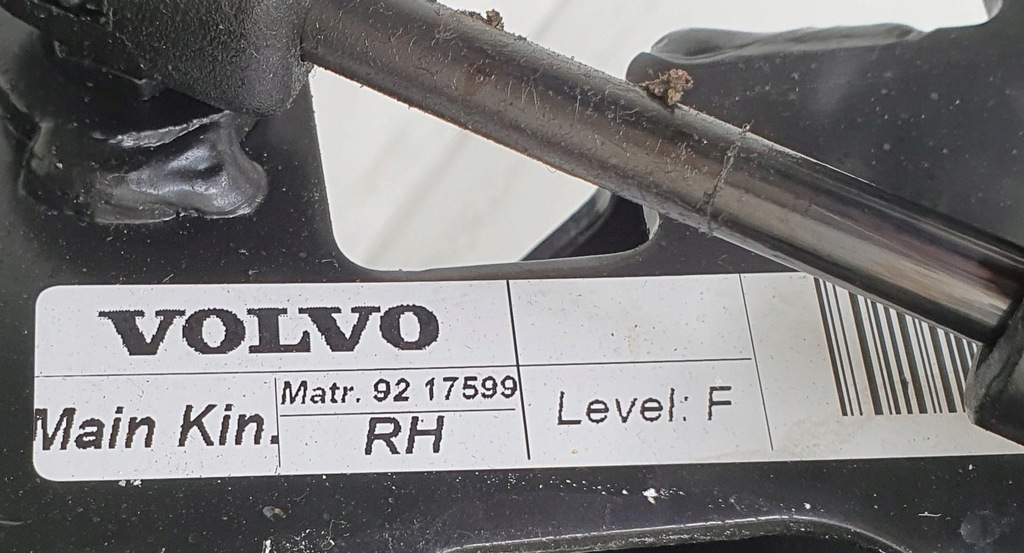 VOLVO
Main Kin.
Matr. 92 17599
RH
Level: F